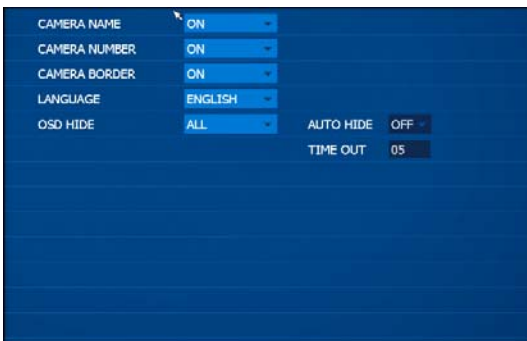 CAMERA NAME ON
CAMERA NUMBER ON
CAMERA BORDER ON
LANGUAGE ENGLISH
OSD HIDE ALL AUTO HIDE OFF
TIME OUT 05